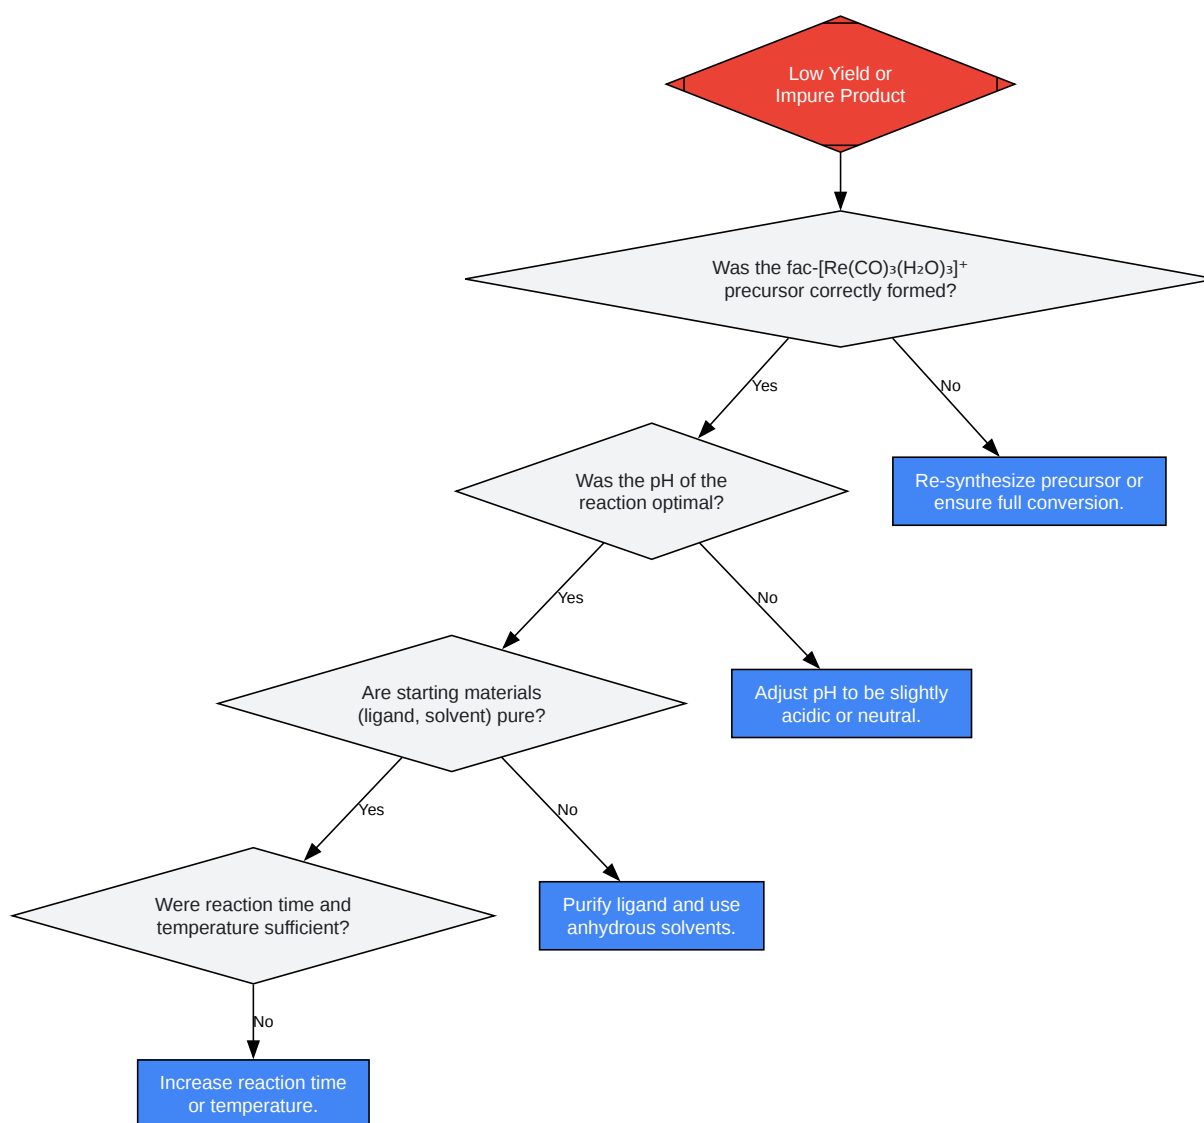 Low Yield or
Impure Product
Was the fac-[Re(CO)₃(H₂O)₃]⁺
precursor correctly formed?
Yes
No
Was the pH of the
reaction optimal?
Re-synthesize precursor or
ensure full conversion.
Yes
No
Are starting materials
(ligand, solvent) pure?
Adjust pH to be slightly
acidic or neutral.
Yes
No
Were reaction time and
temperature sufficient?
Purify ligand and use
anhydrous solvents.
No
Increase reaction time
or temperature.